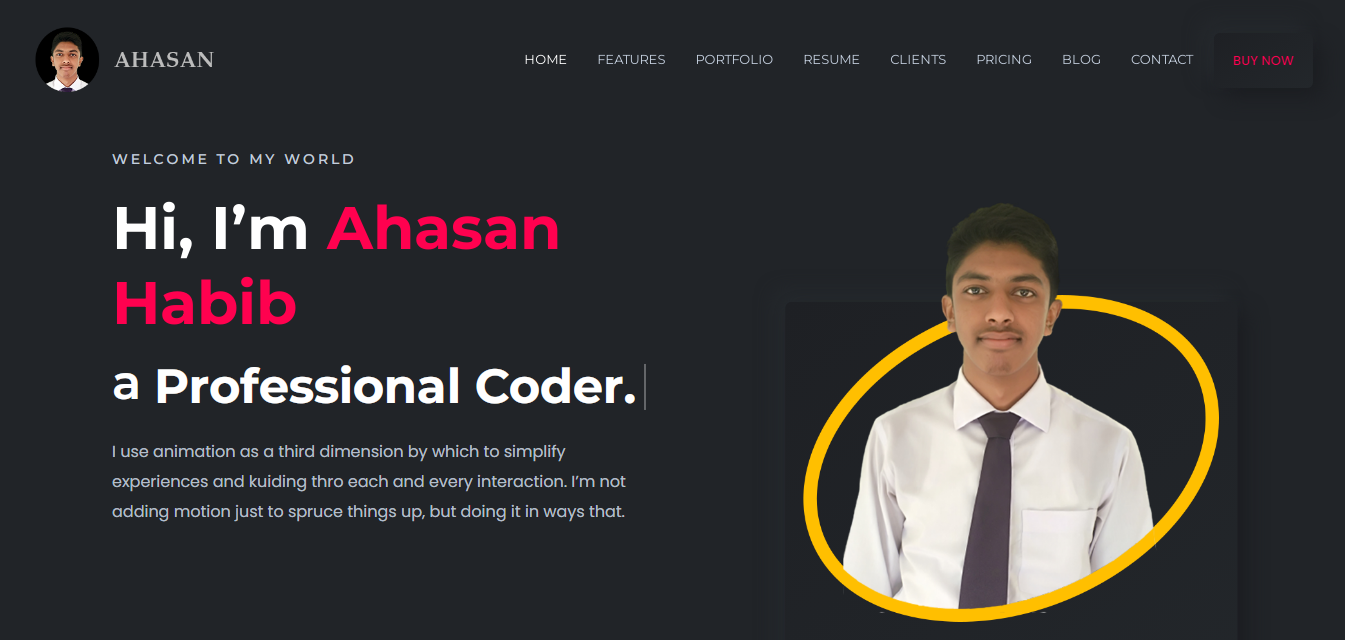 AHASAN
HOME FEATURES PORTFOLIO RESUME CLIENTS PRICING BLOG CONTACT BUY NOW
WELCOME TO MY WORLD
Hi, I’m Ahasan
Habib
a Professional Coder.
I use animation as a third dimension by which to simplify
experiences and kuiding thro each and every interaction. I’m not
adding motion just to spruce things up, but doing it in ways that.